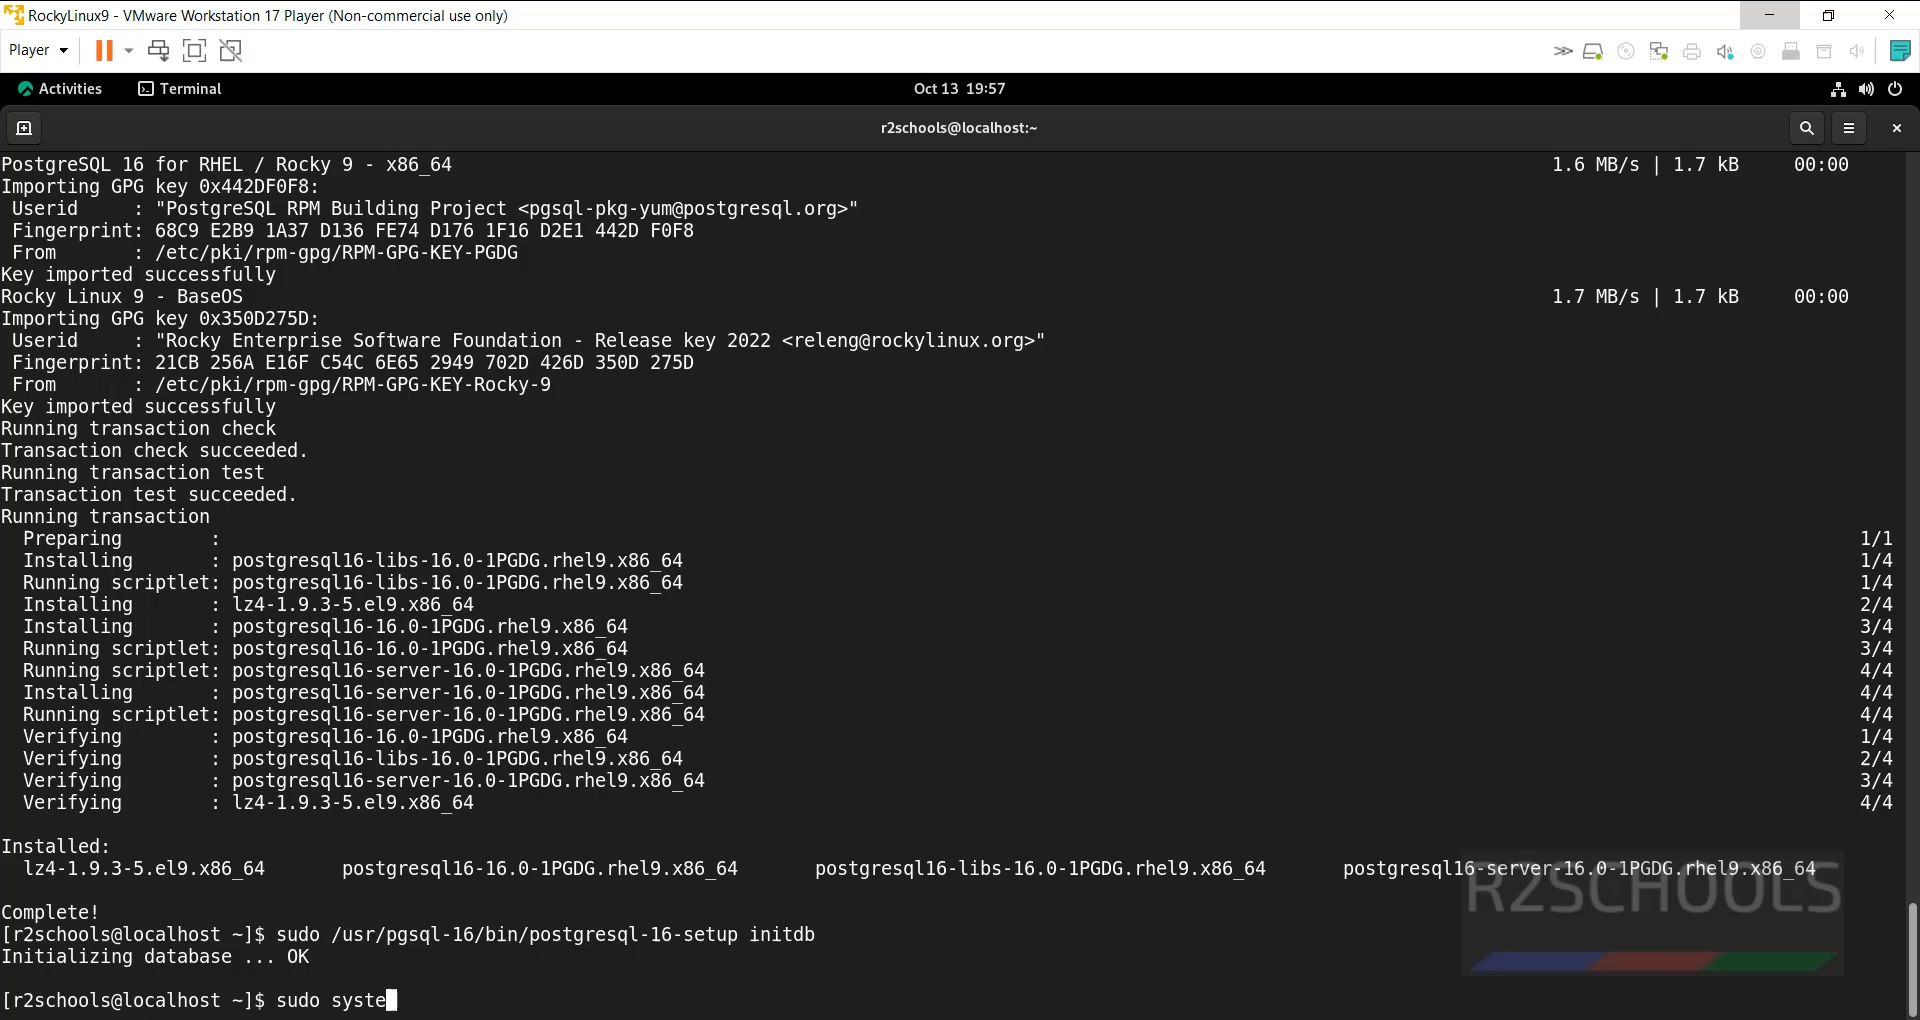 RockyLinux9 - VMware Workstation 17 Player (Non-commercial use only)
Player
Activities Terminal Oct 13 19:57
r2schools@localhost:~
PostgreSQL 16 for RHEL / Rocky 9 - x86_64 1.6 MB/s | 1.7 kB 00:00
Importing GPG key 0x442DF0F8:
Userid : "PostgreSQL RPM Building Project <pgsql-pkg-yum@postgresql.org>"
Fingerprint: 68C9 E2B9 1A37 D136 FE74 D176 1F16 D2E1 442D F0F8
From : /etc/pki/rpm-gpg/RPM-GPG-KEY-PGDG
Key imported successfully
Rocky Linux 9 - BaseOS 1.7 MB/s | 1.7 kB 00:00
Importing GPG key 0x350D275D:
Userid : "Rocky Enterprise Software Foundation - Release key 2022 <releng@rockylinux.org>"
Fingerprint: 21CB 256A E16F C54C 6E65 2949 702D 426D 350D 275D
From : /etc/pki/rpm-gpg/RPM-GPG-KEY-Rocky-9
Key imported successfully
Running transaction check
Transaction check succeeded.
Running transaction test
Transaction test succeeded.
Running transaction
Preparing : 1/1
Installing : postgresql16-libs-16.0-1PGDG.rhel9.x86_64 1/4
Running scriptlet: postgresql16-libs-16.0-1PGDG.rhel9.x86_64 1/4
Installing : lz4-1.9.3-5.el9.x86_64 2/4
Installing : postgresql16-16.0-1PGDG.rhel9.x86_64 3/4
Running scriptlet: postgresql16-16.0-1PGDG.rhel9.x86_64 3/4
Running scriptlet: postgresql16-server-16.0-1PGDG.rhel9.x86_64 4/4
Installing : postgresql16-server-16.0-1PGDG.rhel9.x86_64 4/4
Running scriptlet: postgresql16-server-16.0-1PGDG.rhel9.x86_64 4/4
Verifying : postgresql16-16.0-1PGDG.rhel9.x86_64 1/4
Verifying : postgresql16-libs-16.0-1PGDG.rhel9.x86_64 2/4
Verifying : postgresql16-server-16.0-1PGDG.rhel9.x86_64 3/4
Verifying : lz4-1.9.3-5.el9.x86_64 4/4
Installed:
lz4-1.9.3-5.el9.x86_64 postgresql16-16.0-1PGDG.rhel9.x86_64 postgresql16-libs-16.0-1PGDG.rhel9.x86_64 postgresql16-server-16.0-1PGDG.rhel9.x86_64
R2SCHOOLS
Complete!
[r2schools@localhost ~]$ sudo /usr/pgsql-16/bin/postgresql-16-setup initdb
Initializing database ... OK
[r2schools@localhost ~]$ sudo syste